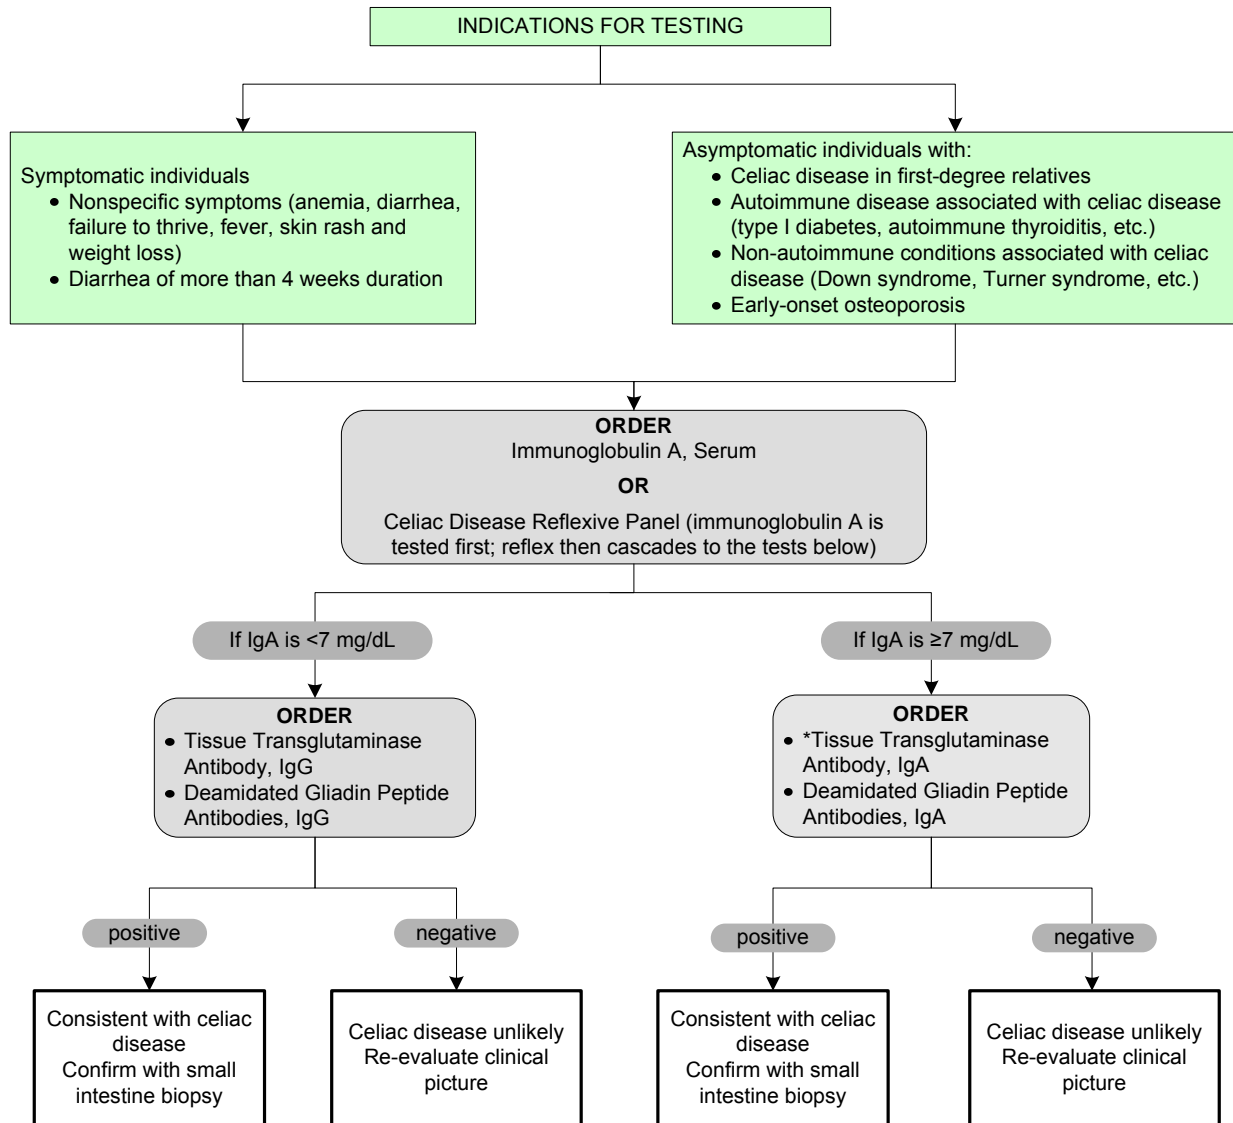 INDICATIONS FOR TESTING
Symptomatic individuals
• Nonspecific symptoms (anemia, diarrhea,
failure to thrive, fever, skin rash and
weight loss)
• Diarrhea of more than 4 weeks duration
Asymptomatic individuals with:
• Celiac disease in first-degree relatives
• Autoimmune disease associated with celiac disease
(type I diabetes, autoimmune thyroiditis, etc.)
• Non-autoimmune conditions associated with celiac
disease (Down syndrome, Turner syndrome, etc.)
• Early-onset osteoporosis
ORDER
Immunoglobulin A, Serum
OR
Celiac Disease Reflexive Panel (immunoglobulin A is
tested first; reflex then cascades to the tests below)
If IgA is <7 mg/dL
If IgA is ≥7 mg/dL
ORDER
• Tissue Transglutaminase
Antibody, IgG
• Deamidated Gliadin Peptide
Antibodies, IgG
ORDER
• *Tissue Transglutaminase
Antibody, IgA
• Deamidated Gliadin Peptide
Antibodies, IgA
positive
negative
positive
negative
Consistent with celiac
disease
Confirm with small
intestine biopsy
Celiac disease unlikely
Re-evaluate clinical
picture
Consistent with celiac
disease
Confirm with small
intestine biopsy
Celiac disease unlikely
Re-evaluate clinical
picture